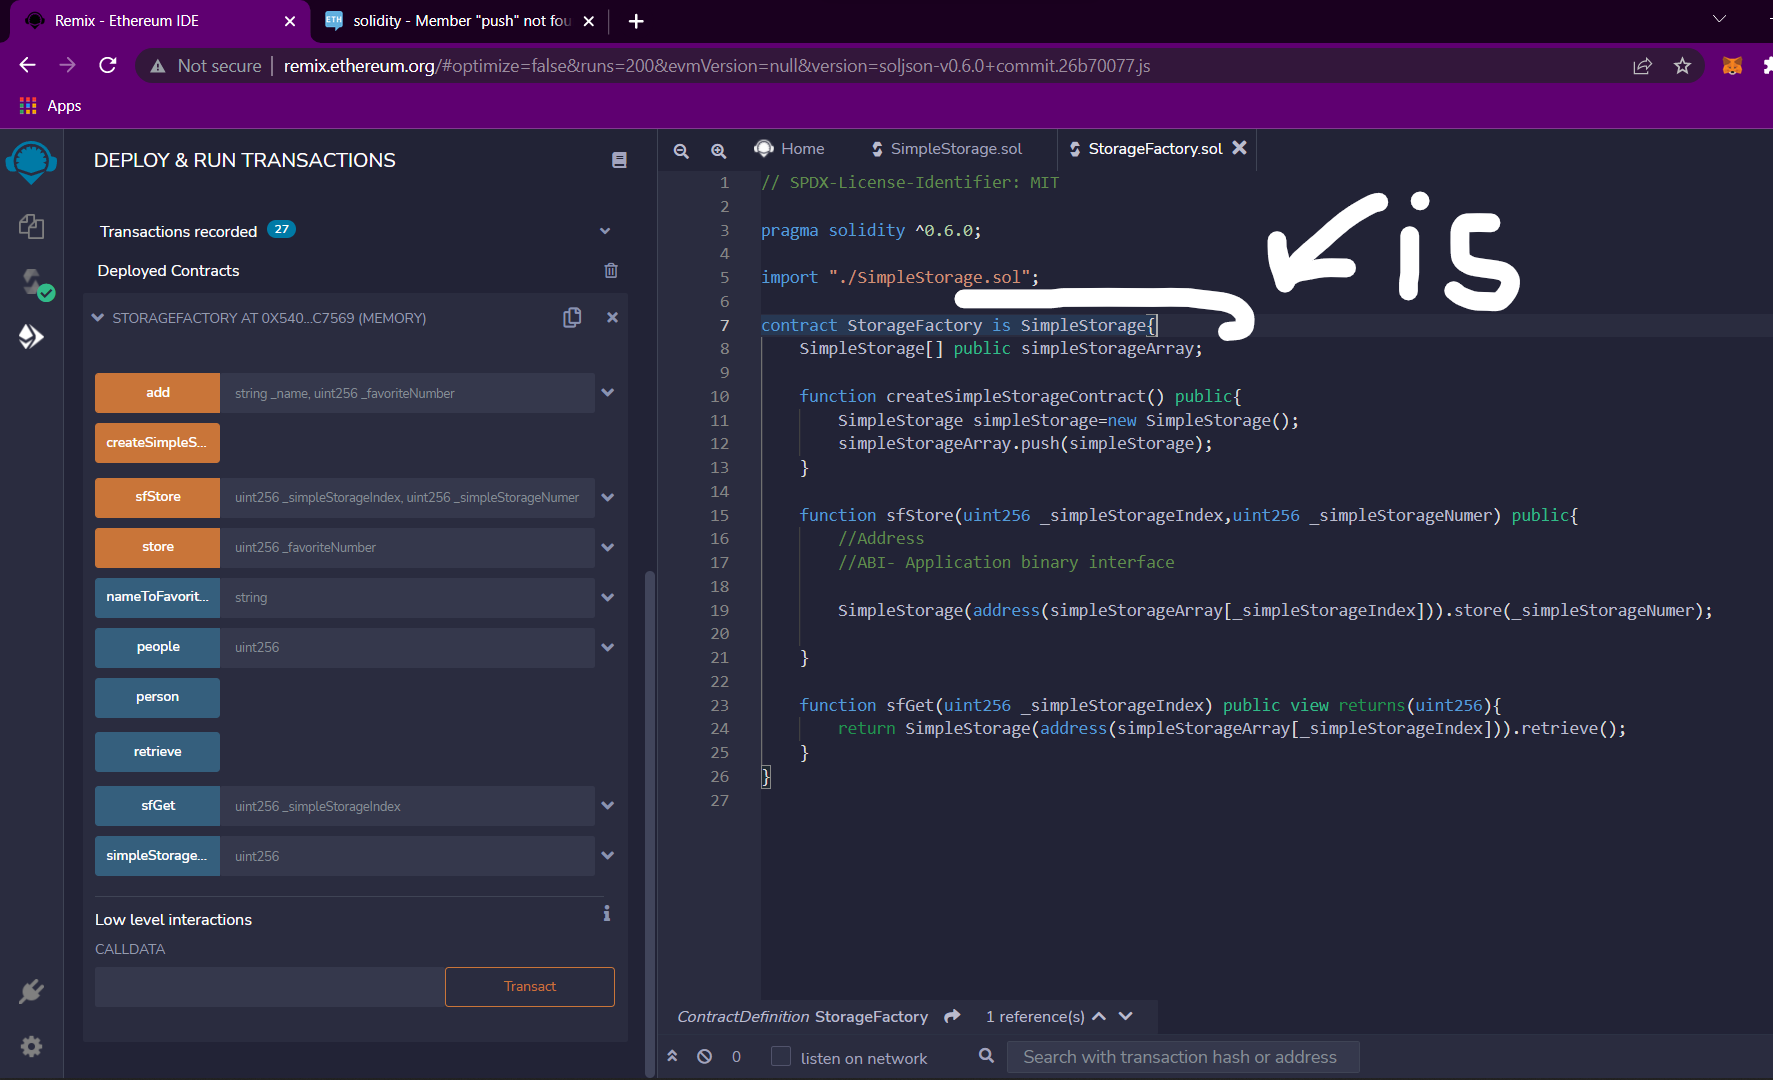 Remix - Ethereum IDE
solidity - Member "push" not fou
Not secure | remix.ethereum.org/#optimize=false&runs=200&evmVersion=null&version=soljson-v0.6.0+commit.26b70077.js
Apps
DEPLOY & RUN TRANSACTIONS
Transactions recorded 27
Deployed Contracts
STORAGEFACTORY AT 0X540...C7569 (MEMORY)
add string _name, uint256 _favoriteNumber
createSimpleS...
sfStore uint256 _simpleStorageIndex, uint256 _simpleStorageNumer
store uint256 _favoriteNumber
nameToFavorit... string
people uint256
person
retrieve
sfGet uint256 _simpleStorageIndex
simpleStorage... uint256
Low level interactions
CALLDATA
Transact
Home SimpleStorage.sol StorageFactory.sol
1 // SPDX-License-Identifier: MIT
2
3 pragma solidity ^0.6.0;
4
5 import "./SimpleStorage.sol";
6
7 contract StorageFactory is SimpleStorage{
8 SimpleStorage[] public simpleStorageArray;
9
10 function createSimpleStorageContract() public{
11 SimpleStorage simpleStorage=new SimpleStorage();
12 simpleStorageArray.push(simpleStorage);
13 }
14
15 function sfStore(uint256 _simpleStorageIndex,uint256 _simpleStorageNumer) public{
16 //Address
17 //ABI- Application binary interface
18
19 SimpleStorage(address(simpleStorageArray[_simpleStorageIndex])).store(_simpleStorageNumer);
20
21 }
22
23 function sfGet(uint256 _simpleStorageIndex) public view returns(uint256){
24 return SimpleStorage(address(simpleStorageArray[_simpleStorageIndex])).retrieve();
25 }
26 }
27
is
ContractDefinition StorageFactory 1 reference(s)
0 listen on network Search with transaction hash or address